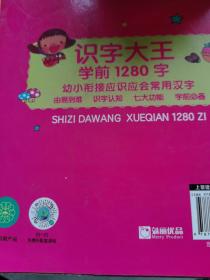 识字大王
学前1280字
幼小衔接应识应会常用汉字
由易到难 识字认知 七大功能 学前必备
SHIZI DAWANG XUEQIAN 1280 ZI